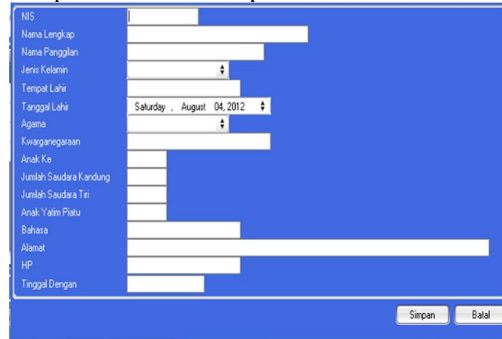 NIS
Nama Lengkap
Nama Panggilan
Jenis Kelamin
Tempat Lahir
Tanggal Lahir Saturday , August 04, 2012
Agama
Kwarganegaraan
Anak Ke
Jumlah Saudara Kandung
Jumlah Saudara Tiri
Anak Yatim Piatu
Bahasa
Alamat
HP
Tinggal Dengan
Simpan Batal